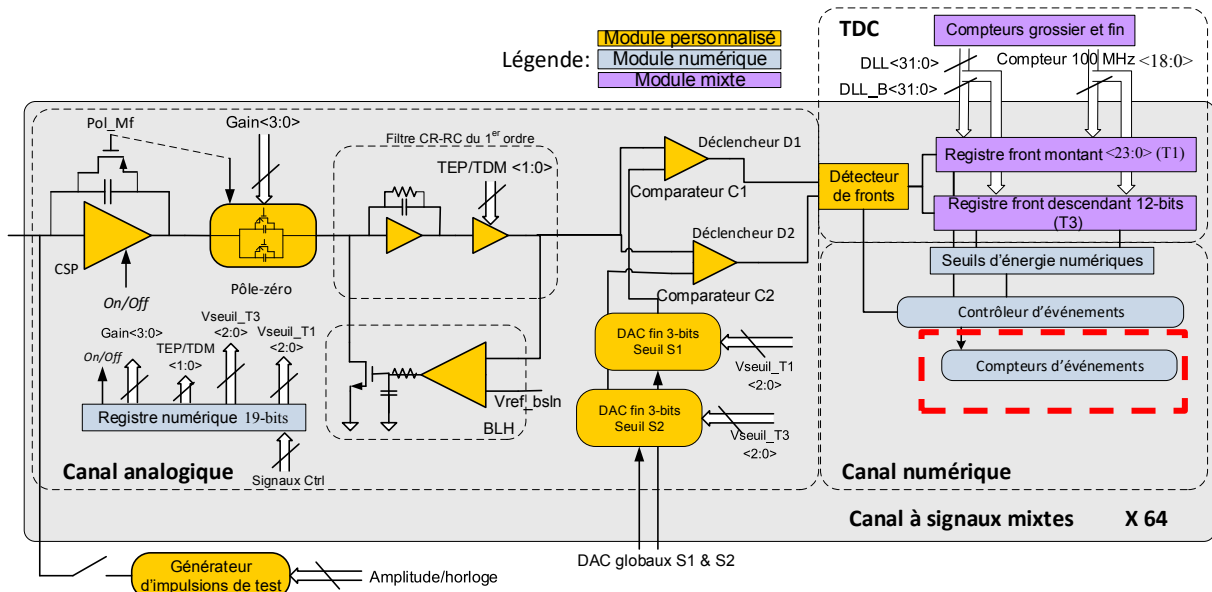 Légende:
Module personnalisé
Module numérique
Module mixte
TDC
Compteurs grossier et fin
DLL<31:0>
Compteur 100 MHz <18:0>
DLL_B<31:0>
Pol_Mf
Gain<3:0>
Filtre CR-RC du 1er ordre
TEP/TDM <1:0>
Déclencheur D1
Comparateur C1
Détecteur
de fronts
Registre front montant <23:0> (T1)
Registre front descendant 12-bits
(T3)
CSP
On/Off
Pôle-zéro
Déclencheur D2
Comparateur C2
Seuils d'énergie numériques
Contrôleur d'événements
Compteurs d'événements
On/Off
Gain<3:0>
TEP/TDM
<1:0>
Vseuil_T3
<2:0>
Vseuil_T1
<2:0>
Registre numérique 19-bits
Signaux Ctrl
Vref_bsln
BLH
DAC fin 3-bits
Seuil S1
Vseuil_T1
<2:0>
DAC fin 3-bits
Seuil S2
Vseuil_T3
<2:0>
Canal analogique
Canal numérique
Canal à signaux mixtes X 64
DAC globaux S1 & S2
Générateur
d'impulsions de test
Amplitude/horloge